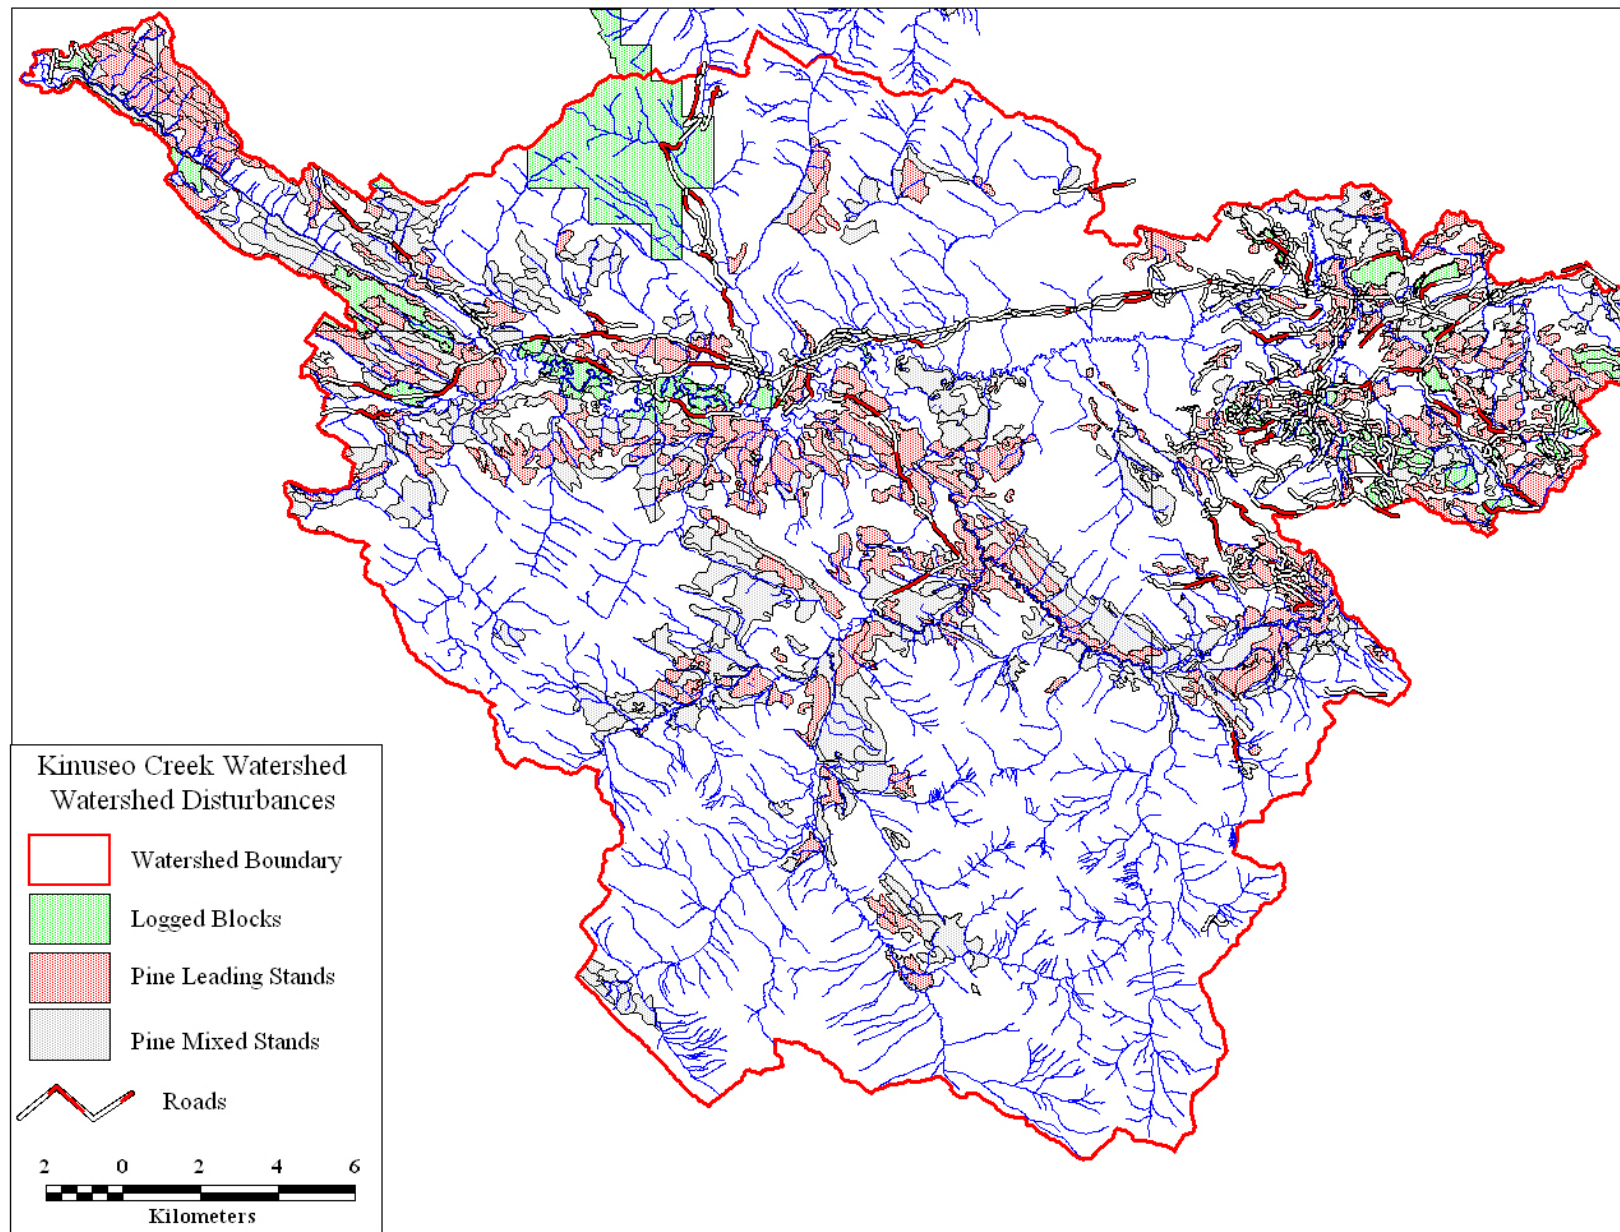 Kinuseo Creek Watershed
Watershed Disturbances
Watershed Boundary
Logged Blocks
Pine Leading Stands
Pine Mixed Stands
Roads
2 0 2 4 6
Kilometers